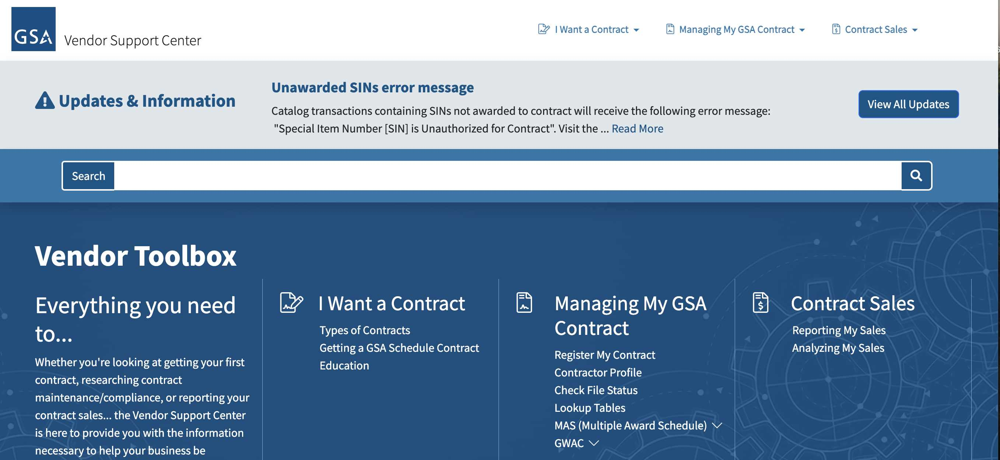 GSA
Vendor Support Center
I Want a Contract
Managing My GSA Contract
Contract Sales
Updates & Information
Unawarded SINs error message
Catalog transactions containing SINs not awarded to contract will receive the following error message:
"Special Item Number [SIN] is Unauthorized for Contract". Visit the ... Read More
View All Updates
Search
Vendor Toolbox
Everything you need
to...
Whether you're looking at getting your first
contract, researching contract
maintenance/compliance, or reporting your
contract sales... the Vendor Support Center
is here to provide you with the information
necessary to help your business be
I Want a Contract
Types of Contracts
Getting a GSA Schedule Contract
Education
Managing My GSA
Contract
Register My Contract
Contractor Profile
Check File Status
Lookup Tables
MAS (Multiple Award Schedule)
GWAC
Contract Sales
Reporting My Sales
Analyzing My Sales